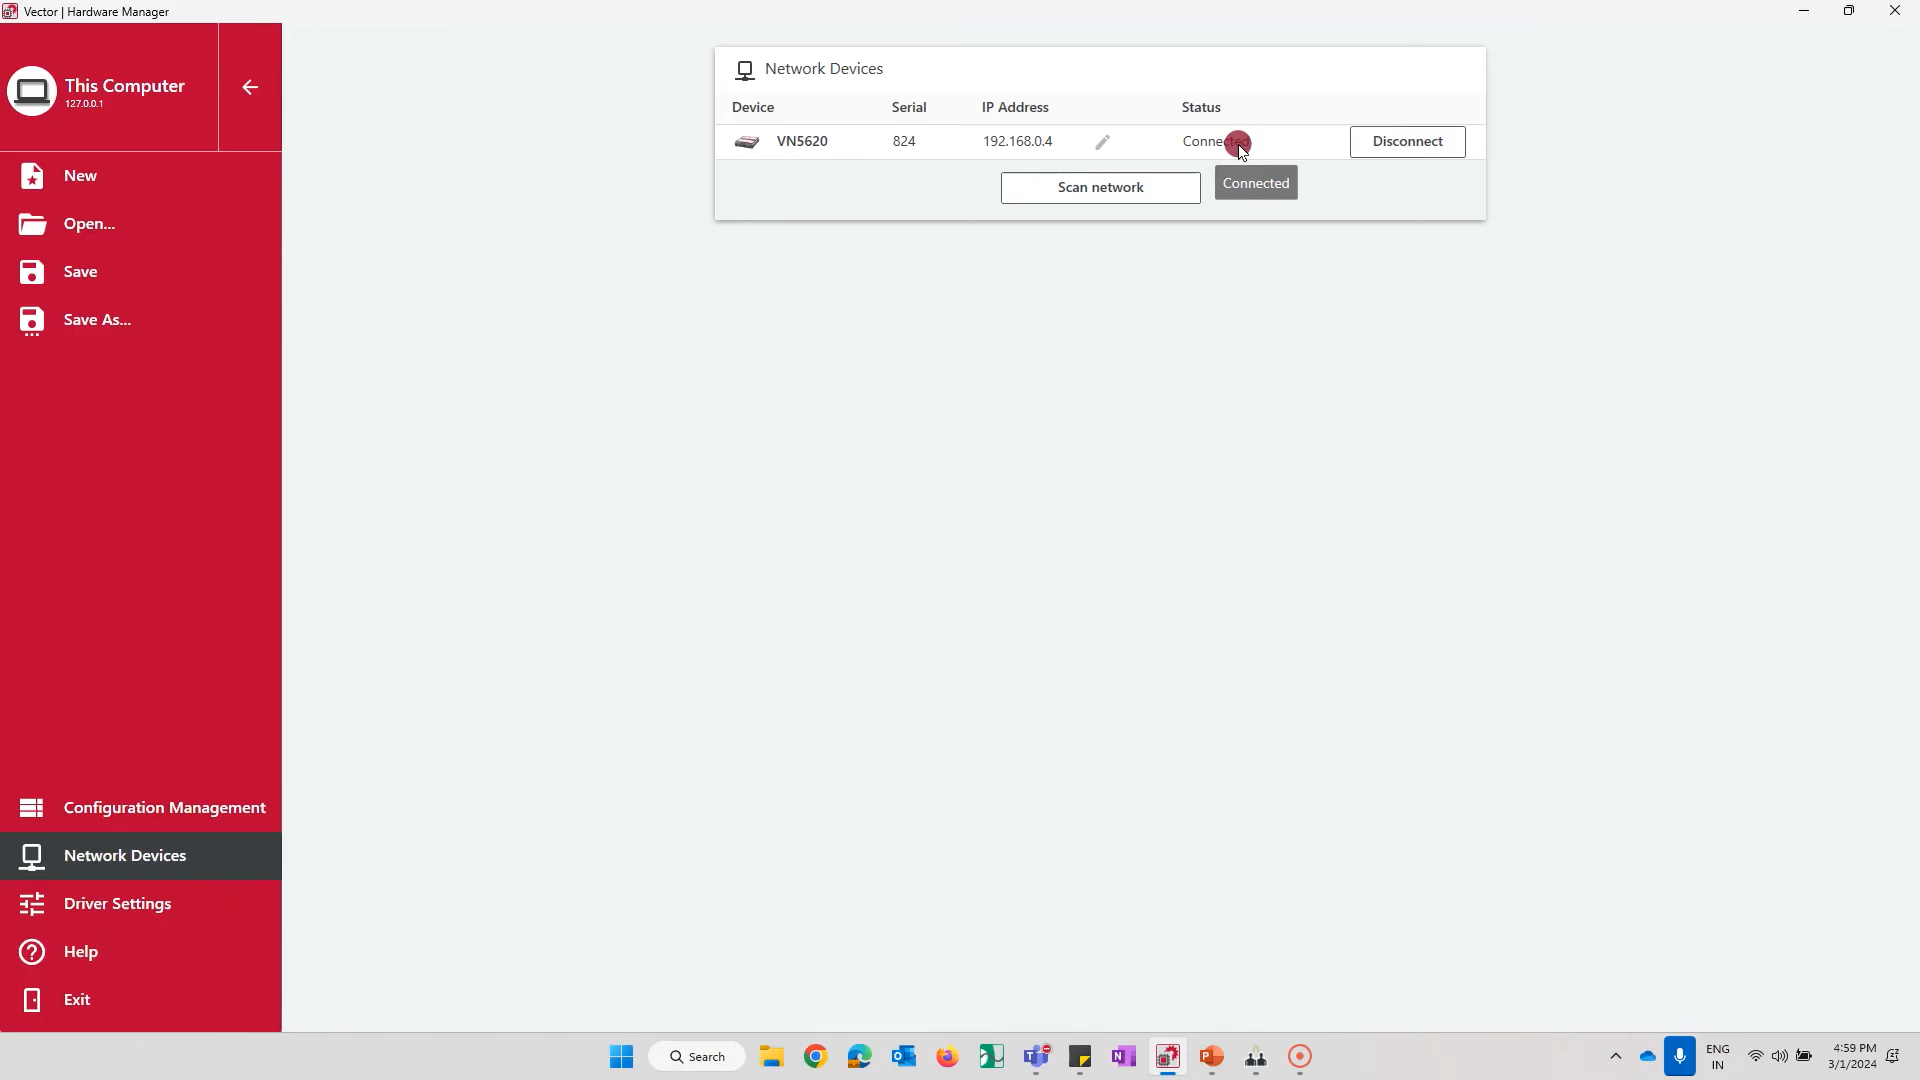 Vector | Hardware Manager
This Computer
127.0.0.1
New
Open...
Save
Save As...
Configuration Management
Network Devices
Driver Settings
Help
Exit
Network Devices
Device Serial IP Address Status
VN5620 824 192.168.0.4 Connected Disconnect
Scan network
Connected
Search
ENG
IN
4:59 PM
3/1/2024